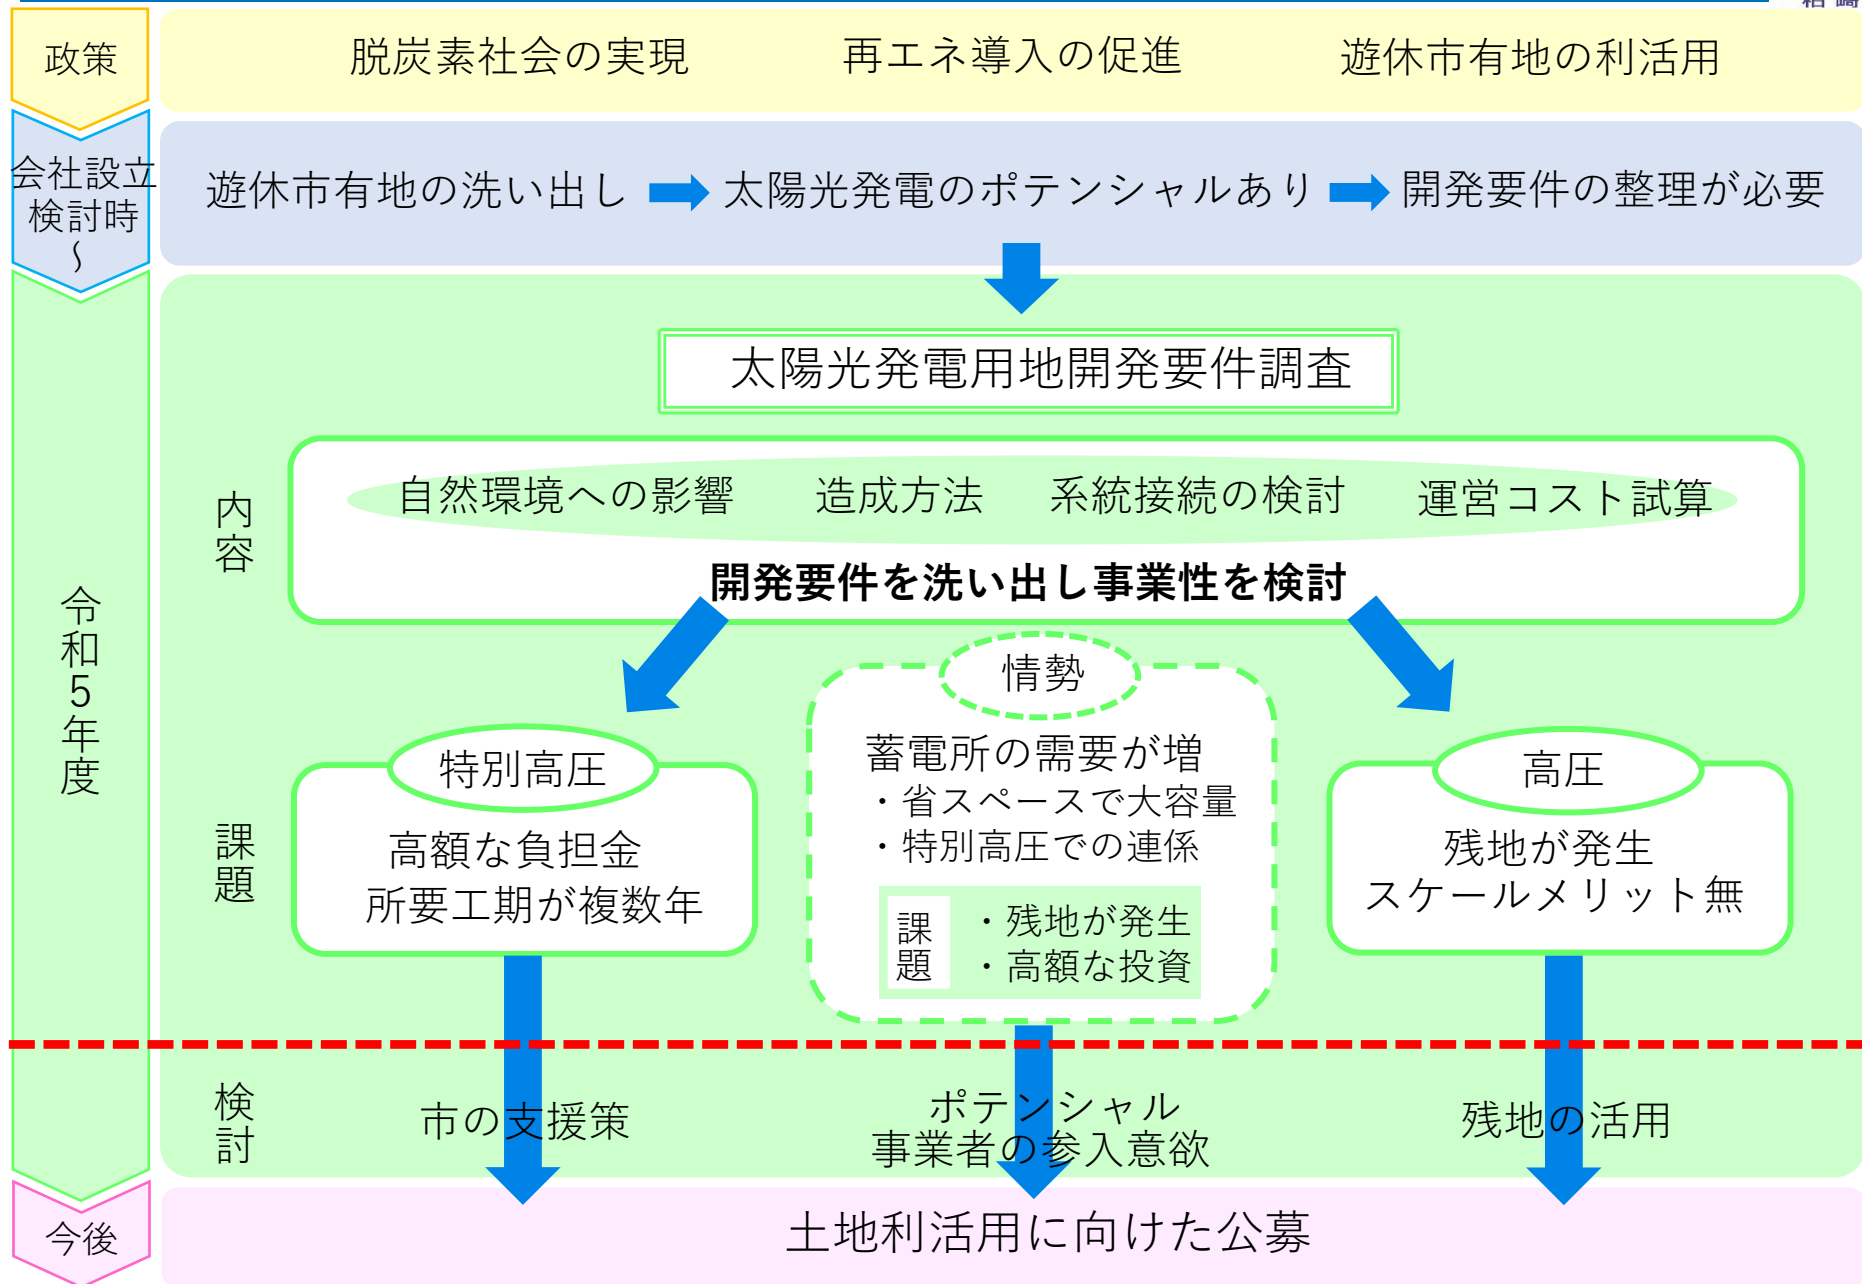 政策
脱炭素社会の実現
再エネ導入の促進
遊休市有地の利活用
会社設立
検討時
～
遊休市有地の洗い出し
太陽光発電のポテンシャルあり
開発要件の整理が必要
令和5年度
太陽光発電用地開発要件調査
内容
自然環境への影響
造成方法
系統接続の検討
運営コスト試算
開発要件を洗い出し事業性を検討
課題
特別高圧
高額な負担金
所要工期が複数年
情勢
蓄電所の需要が増
・省スペースで大容量
・特別高圧での連係
課題
・残地が発生
・高額な投資
高圧
残地が発生
スケールメリット無
検討
市の支援策
ポテンシャル
事業者の参入意欲
残地の活用
今後
土地利活用に向けた公募